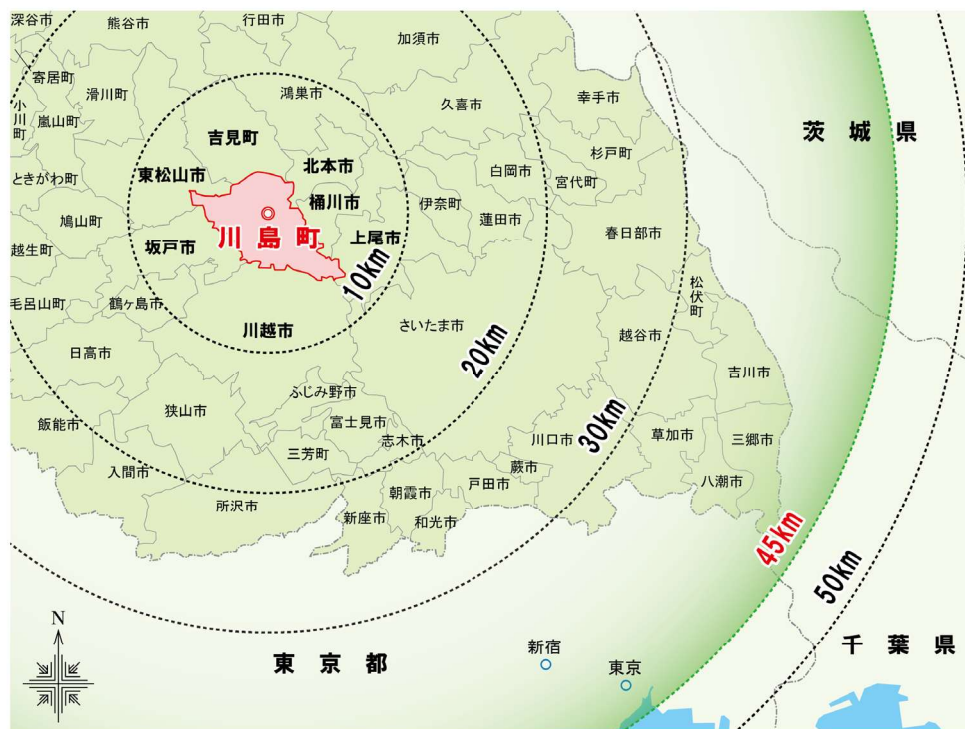 深谷市
熊谷市
行田市
加須市
寄居町
滑川町
鴻巣市
久喜市
幸手市
茨城県
小川町
嵐山町
吉見町
杉戸町
東松山市
北本市
白岡市
宮代町
ときがわ町
桶川市
伊奈町
蓮田市
鳩山町
川島町
上尾市
春日部市
越生町
坂戸市
10km
松伏町
毛呂山町
鶴ヶ島市
川越市
さいたま市
越谷市
日高市
20km
吉川市
ふじみ野市
狭山市
飯能市
富士見市
志木市
川口市
30km
草加市
三郷市
三芳町
入間市
蕨市
戸田市
八潮市
朝霞市
所沢市
新座市
和光市
45km
50km
N
東京都
新宿
東京
千葉県